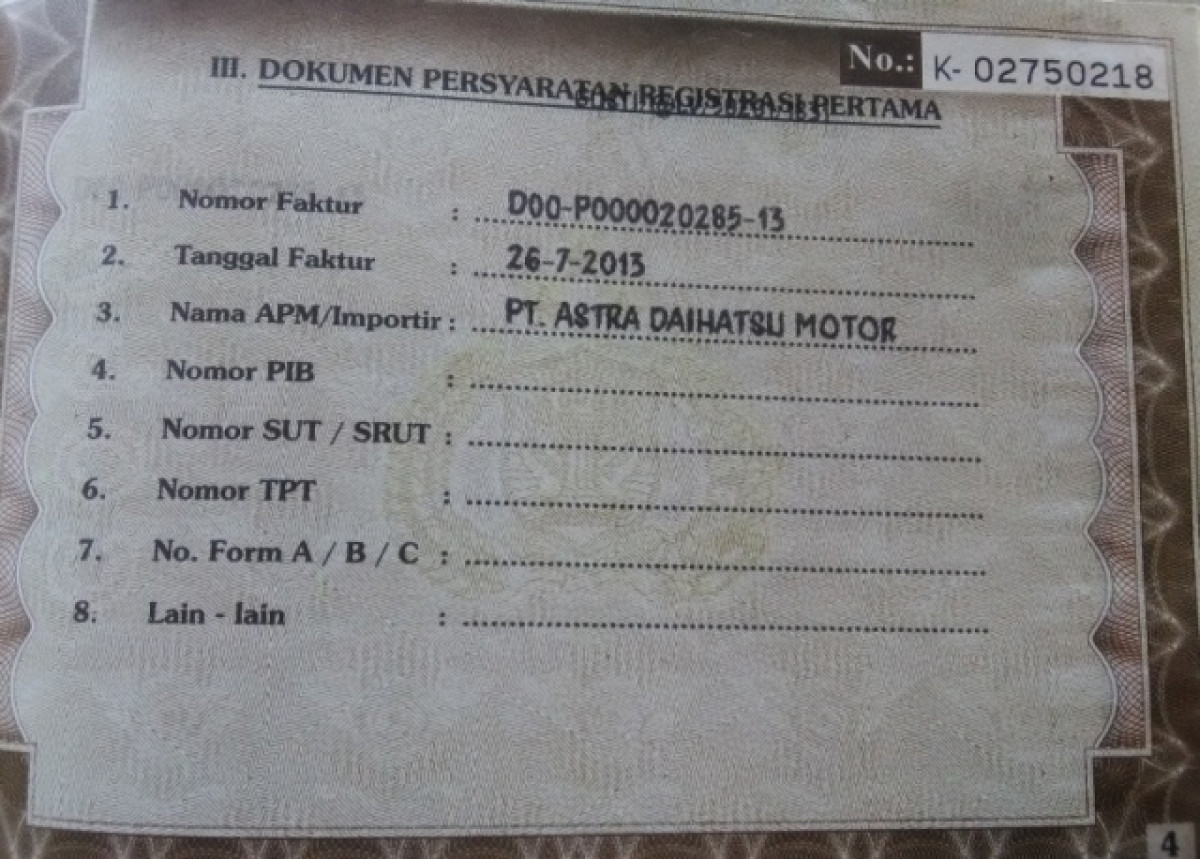 No.: K- 02750218
III. DOKUMEN PERSYARATAN REGISTRASI PERTAMA
1. Nomor Faktur : D00-P000020285-13
2. Tanggal Faktur : 26-7-2013
3. Nama APM/Importir : PT. ASTRA DAIHATSU MOTOR
4. Nomor PIB :
5. Nomor SUT / SRUT :
6. Nomor TPT :
7. No. Form A / B / C :
8. Lain - lain :
4